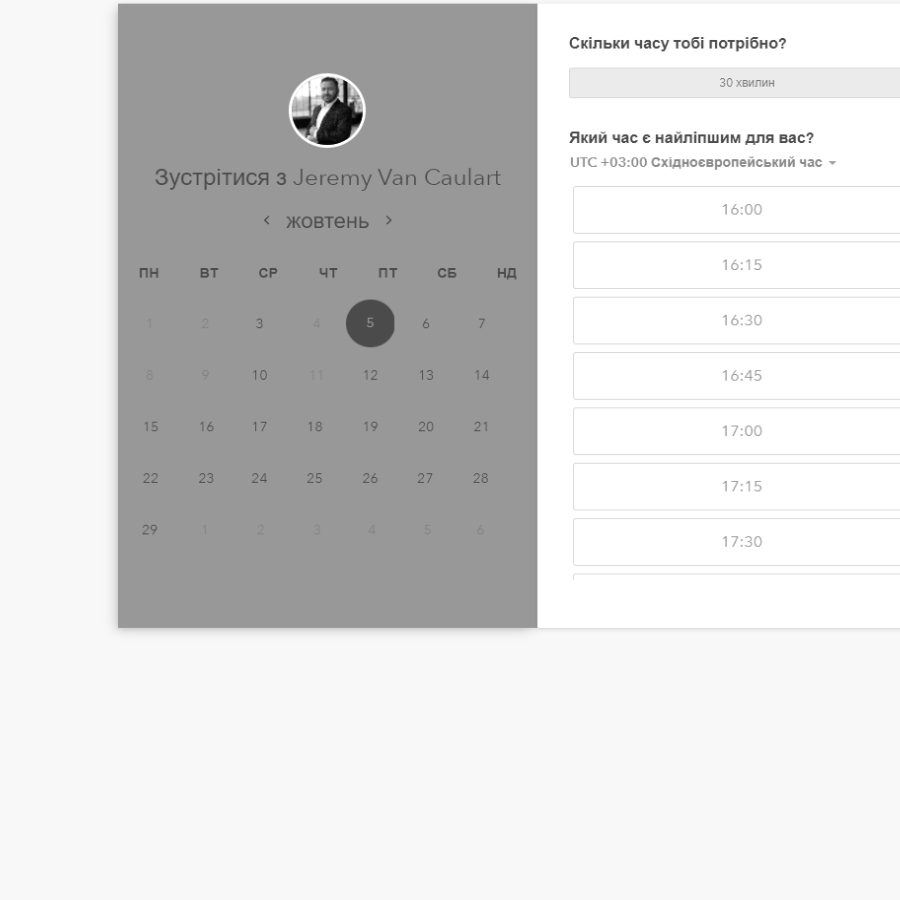 Зустрітися з Jeremy Van Caulart
жовтень
ПН ВТ СР ЧТ ПТ СБ НД
1 2 3 4 5 6 7
8 9 10 11 12 13 14
15 16 17 18 19 20 21
22 23 24 25 26 27 28
29 1 2 3 4 5 6
Скільки часу тобі потрібно?
30 хвилин
Який час є найліпшим для вас?
UTC +03:00 Східноєвропейський час
16:00
16:15
16:30
16:45
17:00
17:15
17:30